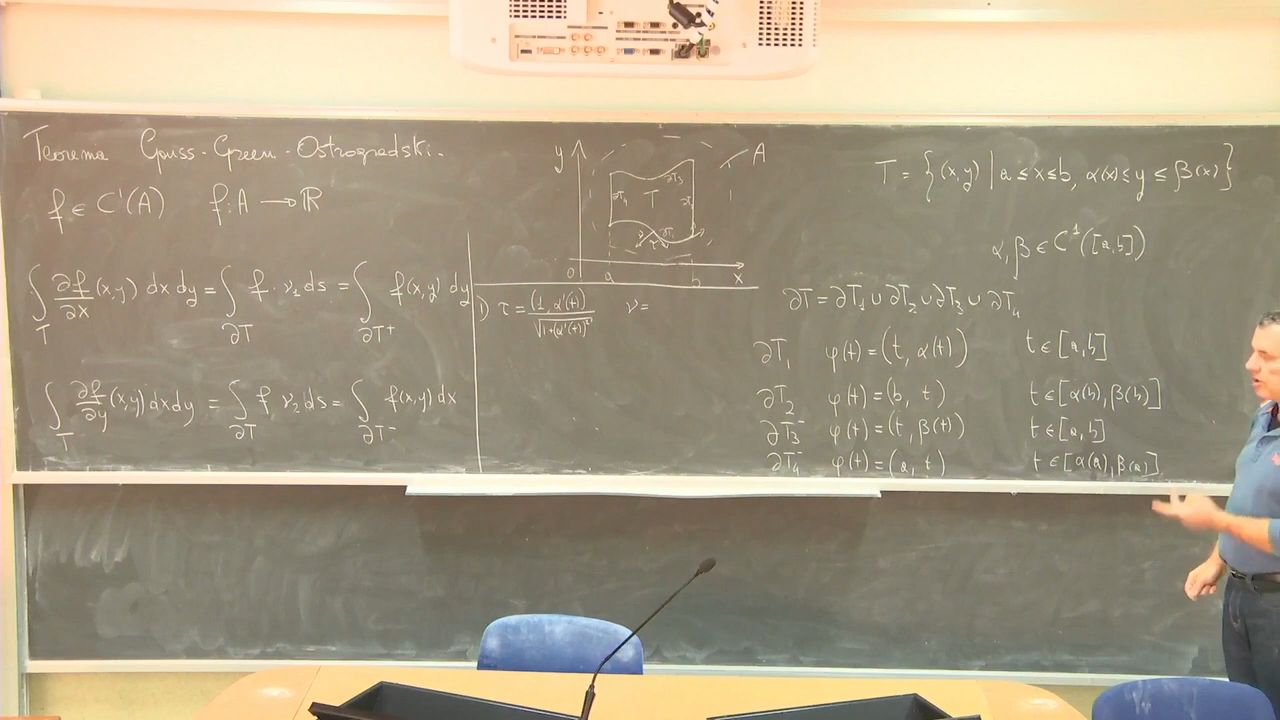 Teorema Gauss-Green-Ostrogradski.
f ∈ C¹(A) f: A → ℝ
∫_T ∂f/∂x (x,y) dx dy = ∫_∂T f · ν₁ ds = ∫_∂T⁺ f(x,y) dy
∫_T ∂f/∂y (x,y) dx dy = ∫_∂T f ν₂ ds = ∫_∂T⁻ f(x,y) dx
y A
∂T₃
∂T₄ T
∂T₁
τ
0 a b x
1) τ = (1, α'(t)) / √(1+(α'(t))²) ν =
T = {(x,y) | a ≤ x ≤ b, α(x) ≤ y ≤ β(x)}
α, β ∈ C¹([a,b])
∂T = ∂T₁ ∪ ∂T₂ ∪ ∂T₃ ∪ ∂T₄
∂T₁ φ(t) = (t, α(t)) t ∈ [a,b]
∂T₂ φ(t) = (b, t) t ∈ [α(b), β(b)]
∂T₃⁻ φ(t) = (t, β(t)) t ∈ [a,b]
∂T₄⁻ φ(t) = (a, t) t ∈ [α(a), β(a)]